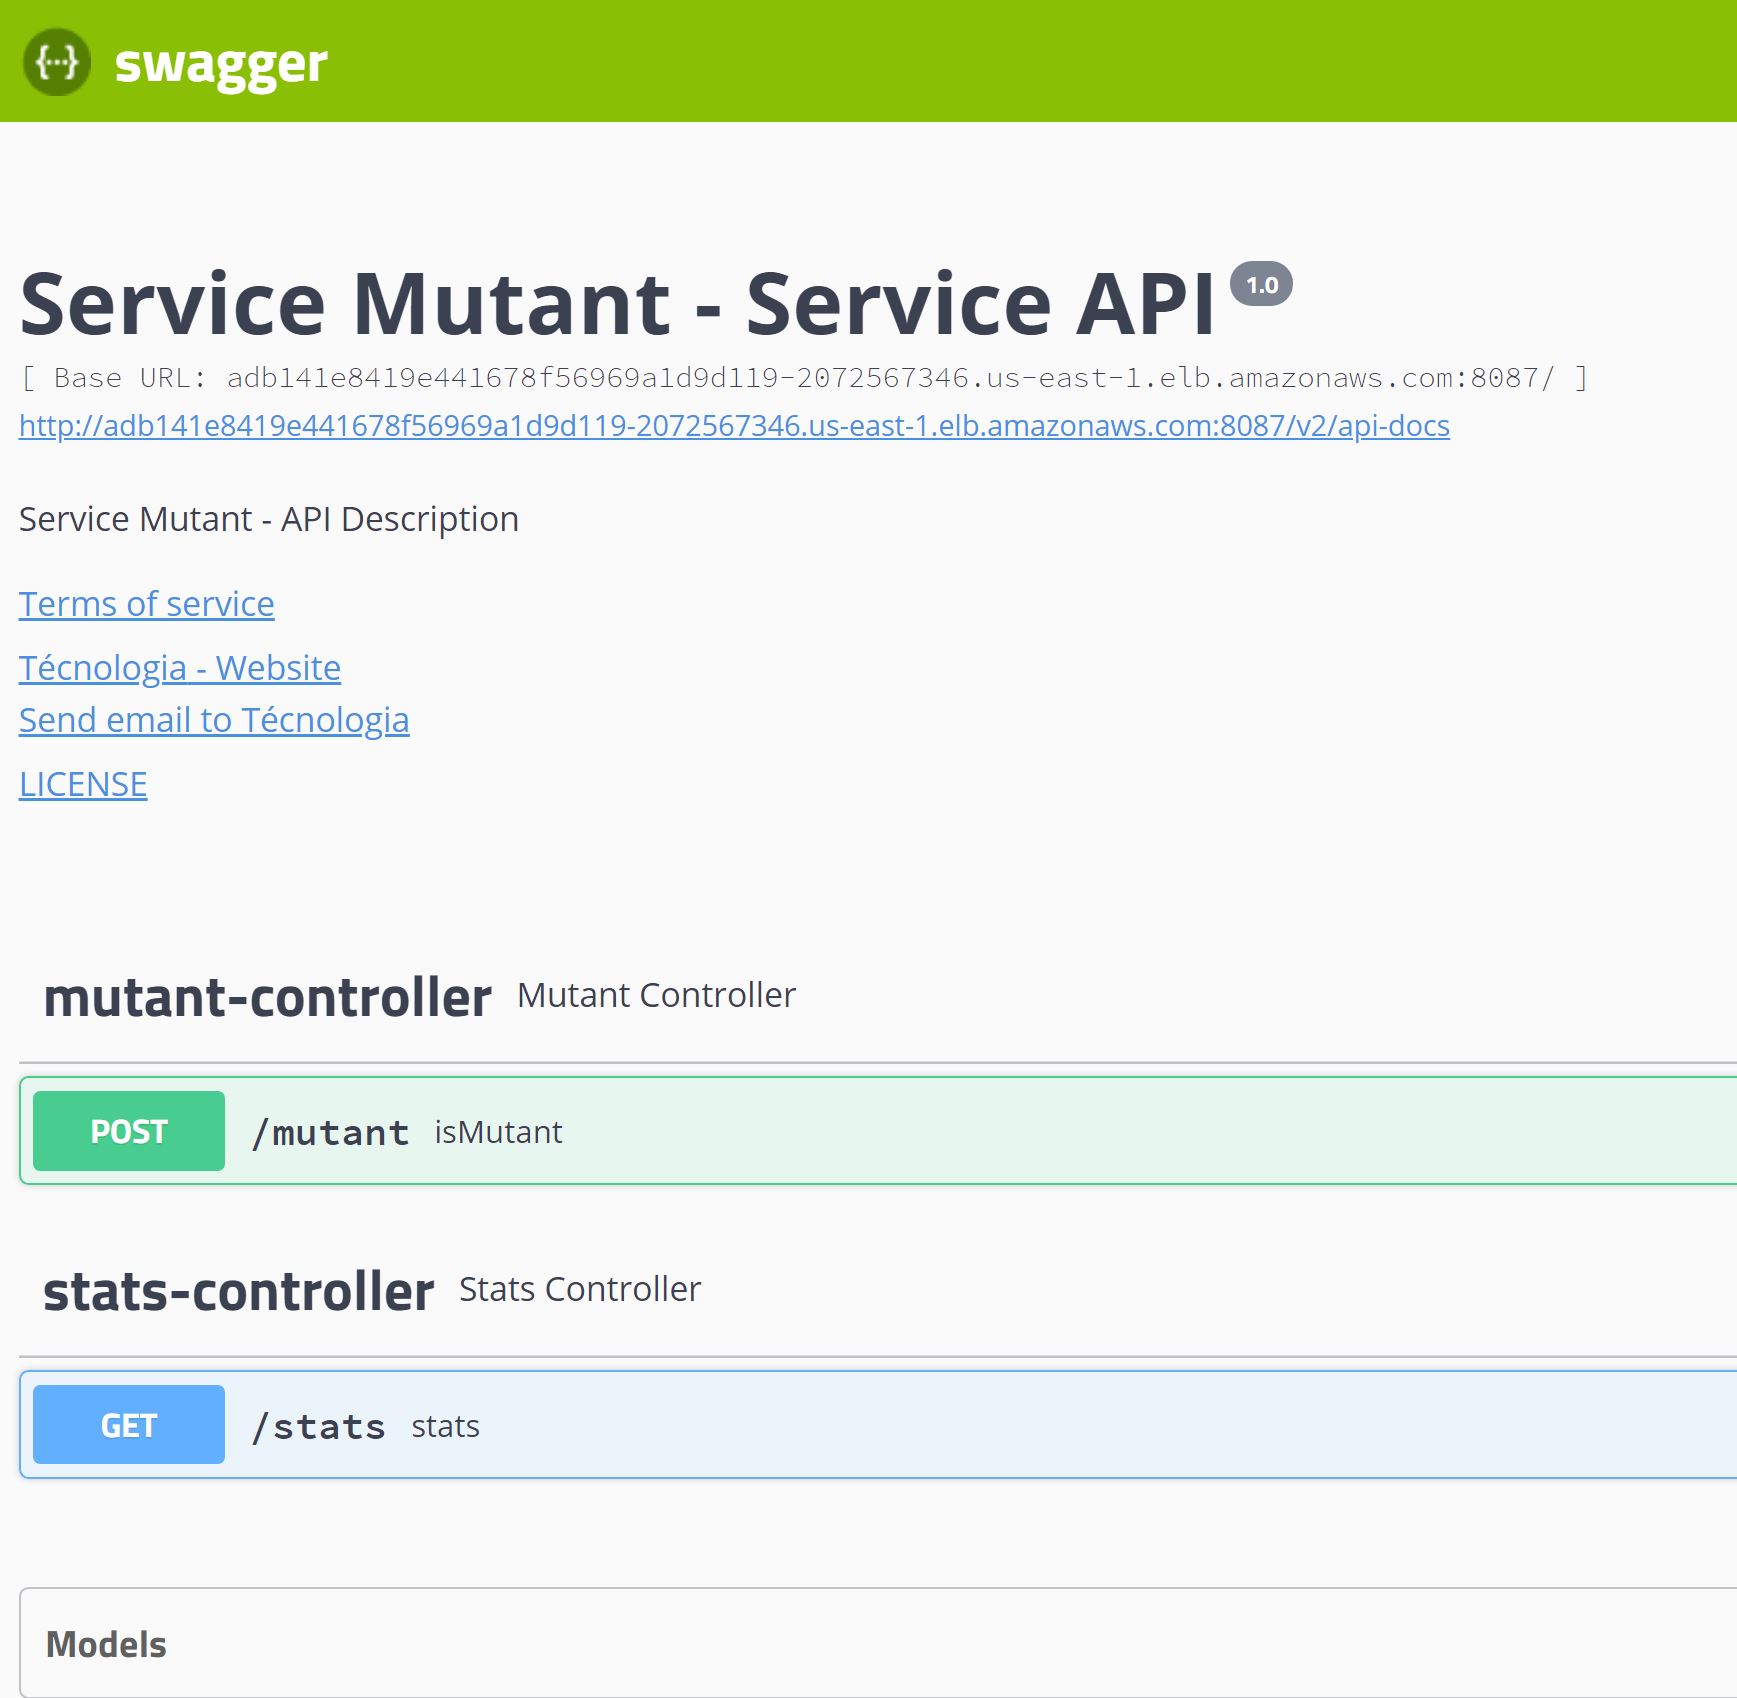 {...} swagger
Service Mutant - Service API 1.0
[ Base URL: adb141e8419e441678f56969a1d9d119-2072567346.us-east-1.elb.amazonaws.com:8087/ ]
http://adb141e8419e441678f56969a1d9d119-2072567346.us-east-1.elb.amazonaws.com:8087/v2/api-docs
Service Mutant - API Description
Terms of service
Técnologia - Website
Send email to Técnologia
LICENSE
mutant-controller Mutant Controller
POST /mutant isMutant
stats-controller Stats Controller
GET /stats stats
Models